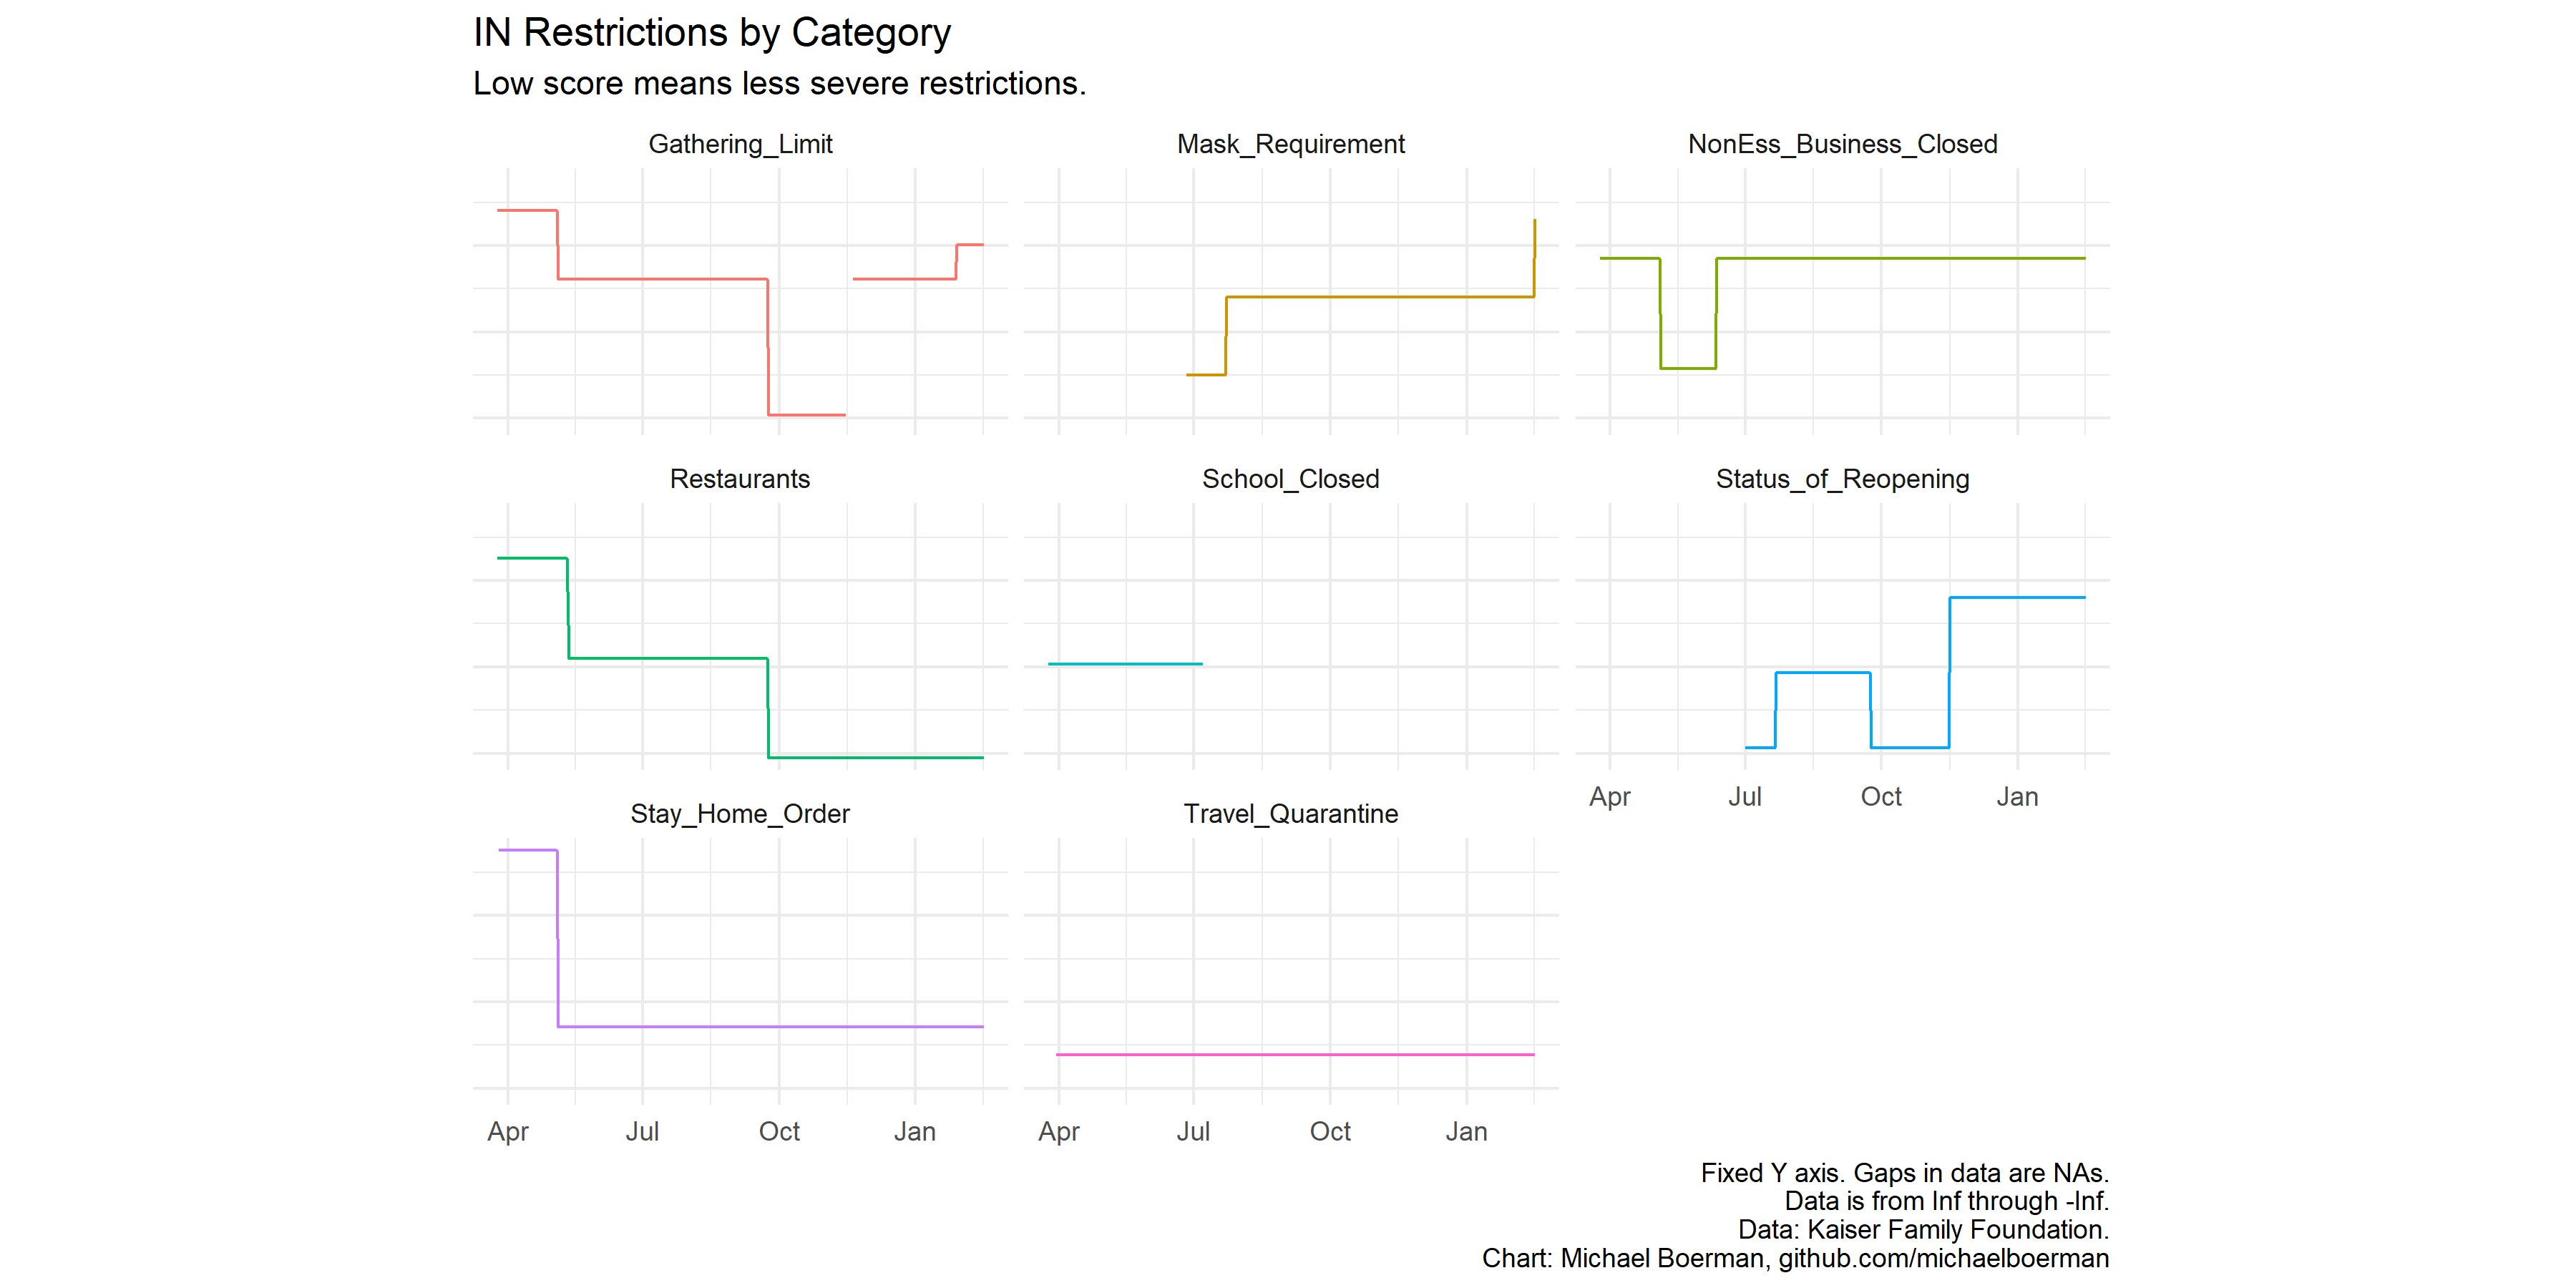 IN Restrictions by Category
Low score means less severe restrictions.
Gathering_Limit
Mask_Requirement
NonEss_Business_Closed
Restaurants
School_Closed
Status_of_Reopening
Apr Jul Oct Jan
Stay_Home_Order
Travel_Quarantine
Apr Jul Oct Jan
Apr Jul Oct Jan
Fixed Y axis. Gaps in data are NAs.
Data is from Inf through -Inf.
Data: Kaiser Family Foundation.
Chart: Michael Boerman, github.com/michaelboerman